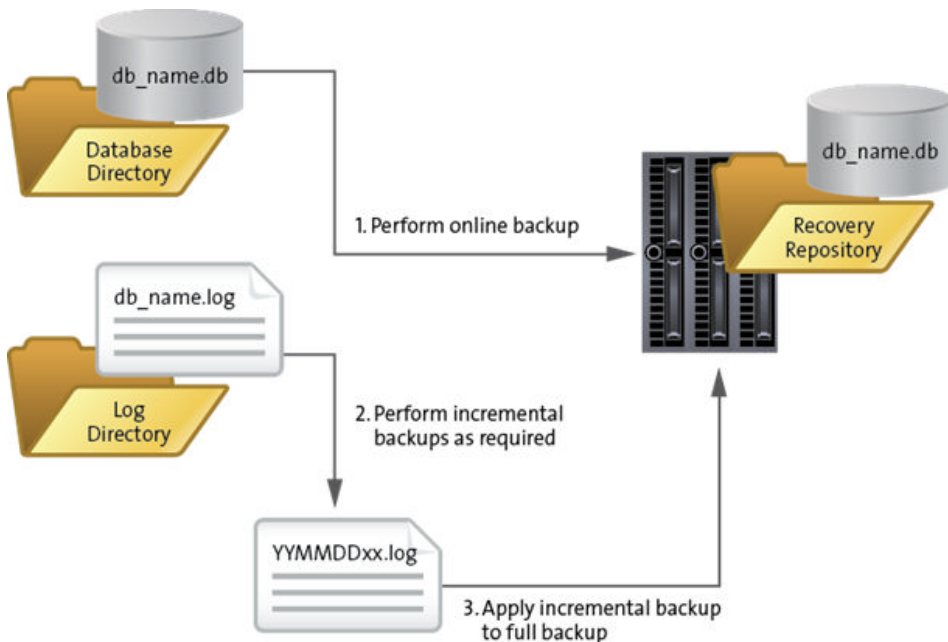 db_name.db
Database
Directory
db_name.db
Recovery
Repository
1. Perform online backup
db_name.log
Log
Directory
2. Perform incremental
backups as required
YYMMDDxx.log
3. Apply incremental backup
to full backup